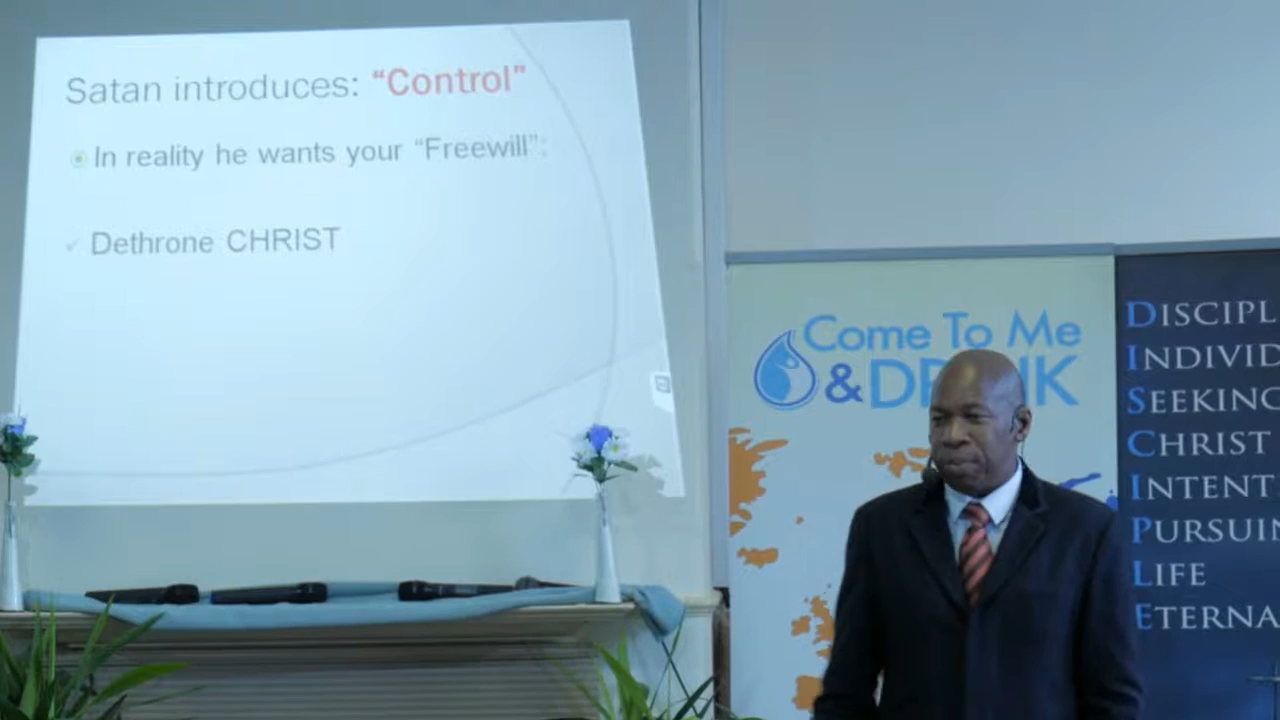 Satan introduces: “Control”
In reality he wants your “Freewill”:
Dethrone CHRIST
Come To Me
&
DISCIPL
INDIVID
SEEKING
CHRIST
INTENT
PURSUIN
LIFE
ETERNA